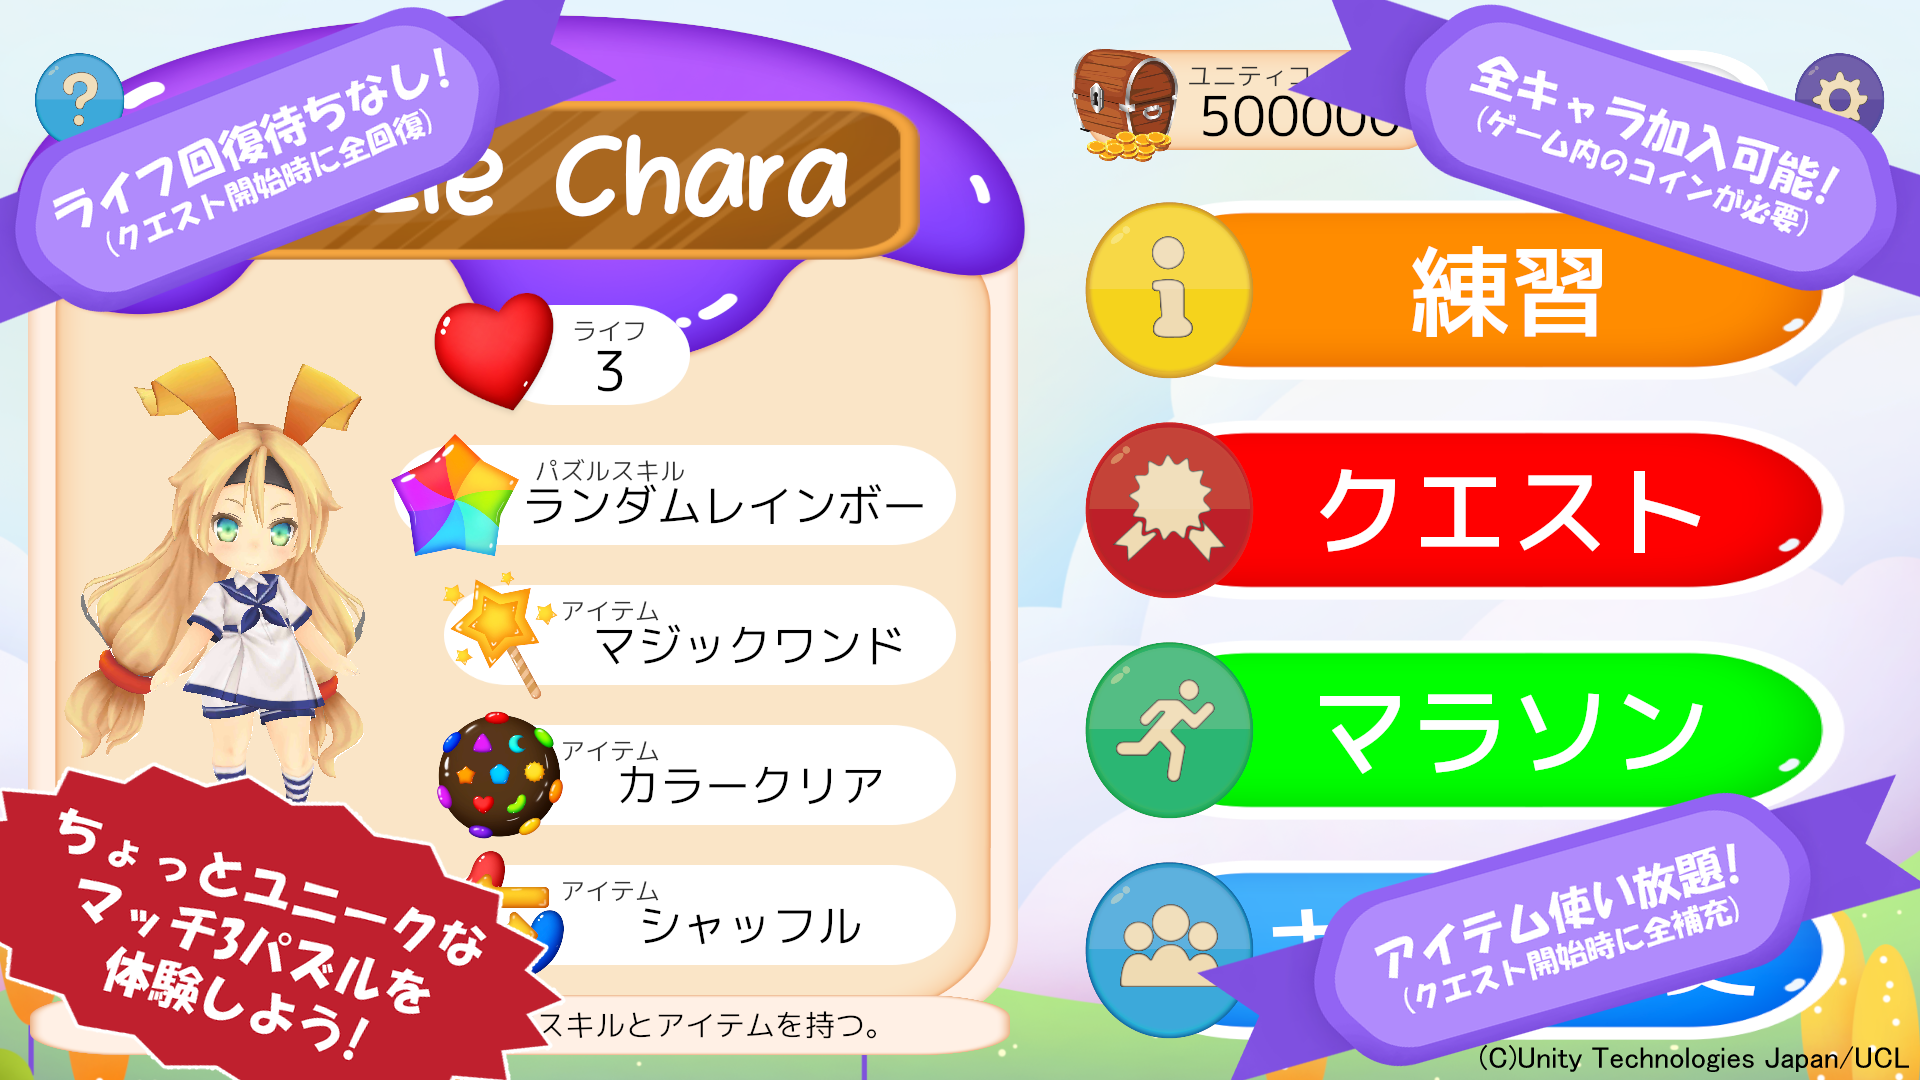 ライフ回復待ちなし!
(クエスト開始時に全回復)
Chara
ライフ
3
パズルスキル
ランダムレインボー
アイテム
マジックワンド
アイテム
カラークリア
アイテム
シャッフル
スキルとアイテムを持つ。
ちょっとユニークな
マッチ3パズルを
体験しよう!
ユニティコ
500000
全キャラ加入可能!
(ゲーム内のコインが必要)
練習
クエスト
マラソン
アイテム使い放題!
(クエスト開始時に全補充)
(C)Unity Technologies Japan/UCL